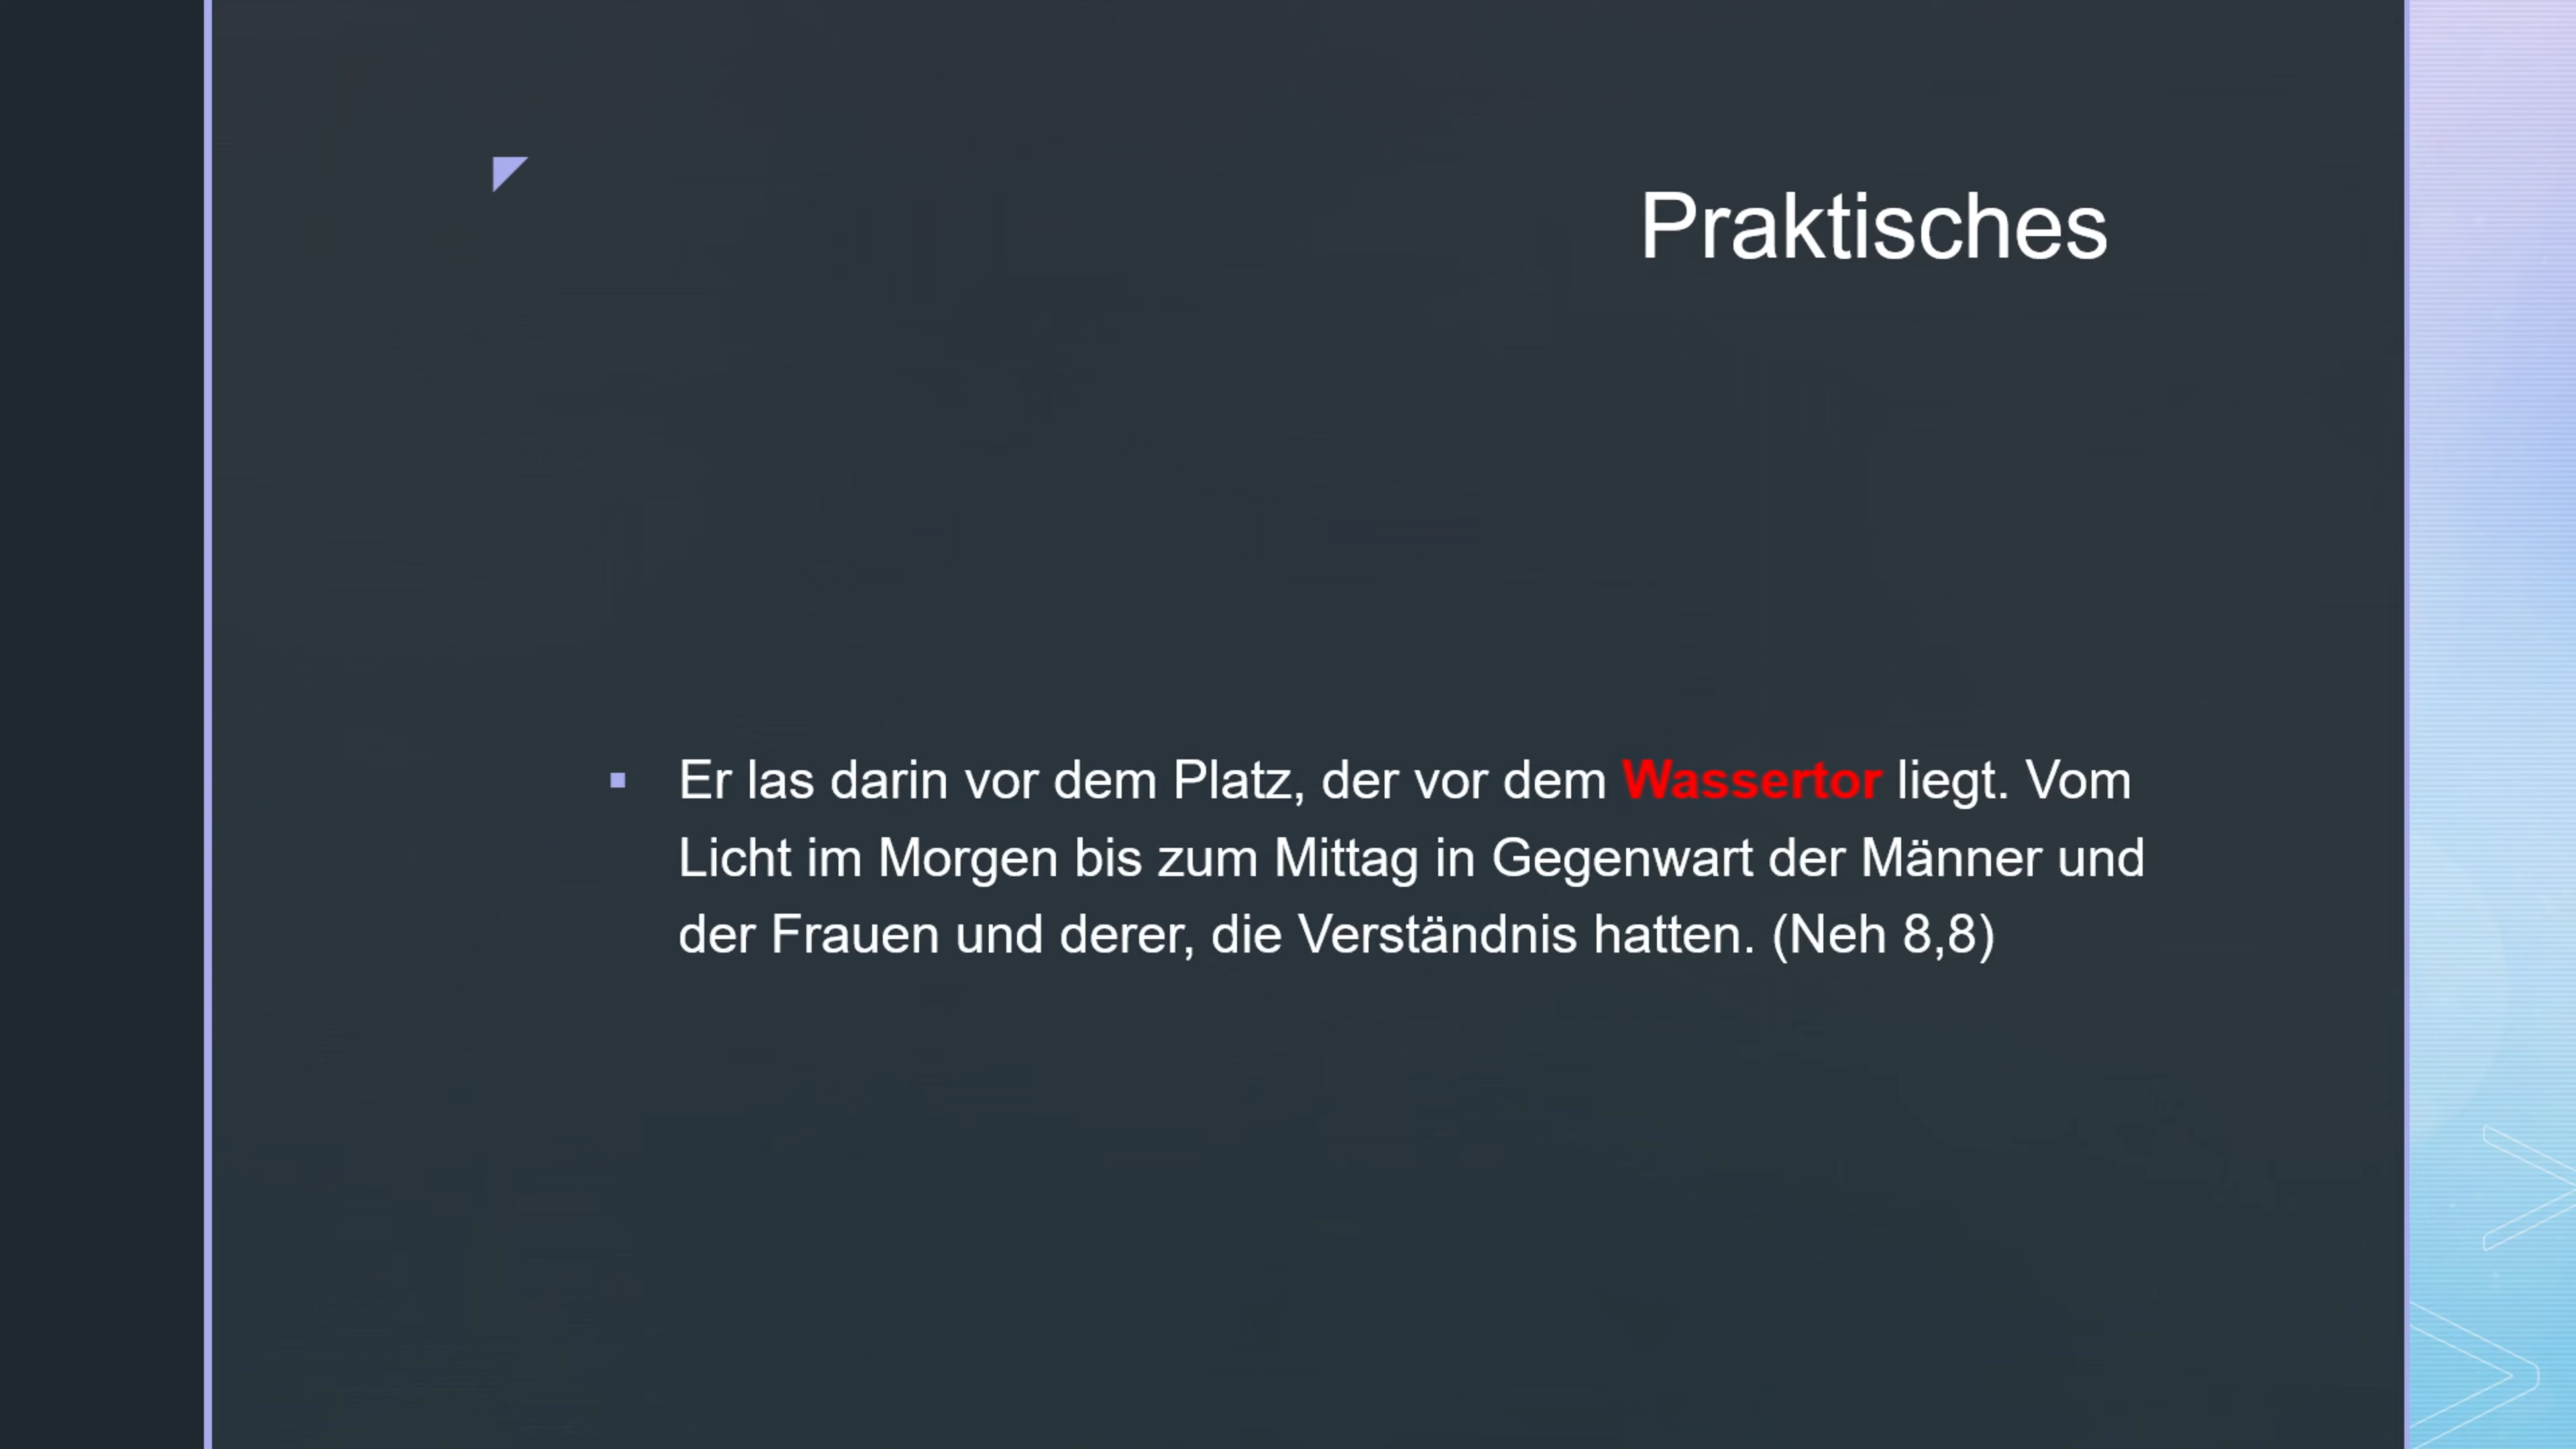 Praktisches
Er las darin vor dem Platz, der vor dem Wassertor liegt. Vom
Licht im Morgen bis zum Mittag in Gegenwart der Männer und
der Frauen und derer, die Verständnis hatten. (Neh 8,8)